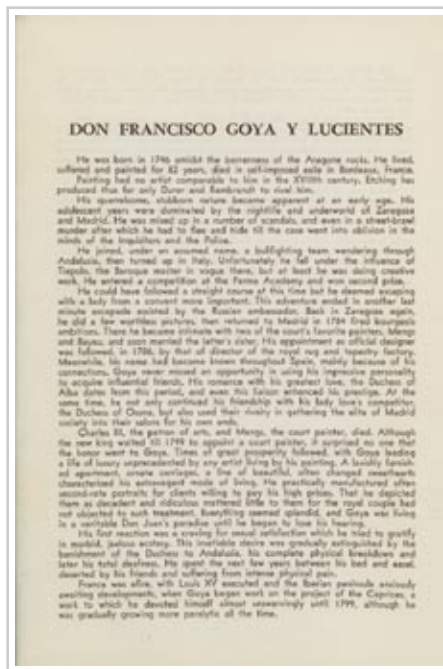 DON FRANCISCO GOYA Y LUCIENTES
He was born in 1746 amidst the barrenness of the Aragone rocks. He lived,
suffered and painted for 82 years, died in self-imposed exile in Bordeaux, France.
Painting had no artist comparable to him in the XVIIIth century. Etching has
produced thus far only Durer and Rembrandt to rival him.
His quarrelsome, stubborn nature became apparent at an early age. His
adolescent years were dominated by the nightlife and underworld of Zaragoza
and Madrid. He was mixed up in a number of scandals, and even in a street-brawl
murder after which he had to flee and hide till the case went into oblivion in the
minds of the Inquisitors and the Police.
He joined, under an assumed name, a bullfighting team wandering through
Andalusia, then turned up in Italy. Unfortunately he fell under the influence of
Tiepolo, the Baroque master in vogue there, but at least he was doing creative
work. He entered a competition at the Parma Academy and won second prize.
He could have followed a straight course at this time but he deemed escaping
with a lady from a convent more important. This adventure ended in another last
minute escapade assisted by the Russian ambassador. Back in Zaragoza again,
he did a few worthless pictures, then returned to Madrid in 1784 fired bourgeois
ambitions. There he became intimate with two of the court's favorite painters, Mengs
and Bayeu, and soon married the latter's sister. His appointment as official designer
was followed, in 1786, by that of director of the royal rug and tapestry factory.
Meanwhile, his name had become known throughout Spain, mainly because of his
connections. Goya never missed an opportunity in using his impressive personality
to acquire influential friends. His romance with his greatest love, the Duchess of
Alba dates from this period, and even this liaison enhanced his prestige. At the
same time, he not only continued his friendship with his lady love's competitor,
the Duchess of Osuna, but also used their rivalry in gathering the elite of Madrid
society into their salons for his own ends.
Charles III, the patron of arts, and Mengs, the court painter, died. Although
the new king waited till 1799 to appoint a court painter, it surprised no one that
the honor went to Goya. Times of great prosperity followed, with Goya leading
a life of luxury unprecedented by any artist living by his painting. A lavishly furnish-
ed apartment, ornate carriages, a line of beautiful, often changed sweethearts
characterized his extravagant mode of living. He practically manufactured often
second-rate portraits for clients willing to pay his high prices. That he depicted
them as decadent and ridiculous mattered little to them for the royal couple had
not objected to such treatment. Everything seemed splendid, and Goya was living
in a veritable Don Juan's paradise until he began to lose his hearing.
His first reaction was a craving for sexual satisfaction which he tried to gratify
in morbid, jealous ecstasy. This insatiable desire was gradually extinguished by the
banishment of the Duchess to Andalusia, his complete physical breakdown and
later his total deafness. He spent the next few years between his bed and easel,
deserted by his friends and suffering from intense physical pain.
France was afire, with Louis XV executed and the Iberian peninsula anxiously
awaiting developments, when Goya began work on the project of the Caprices, a
work to which he devoted himself almost unswervingly until 1799, although he
was gradually growing more paralytic all the time.